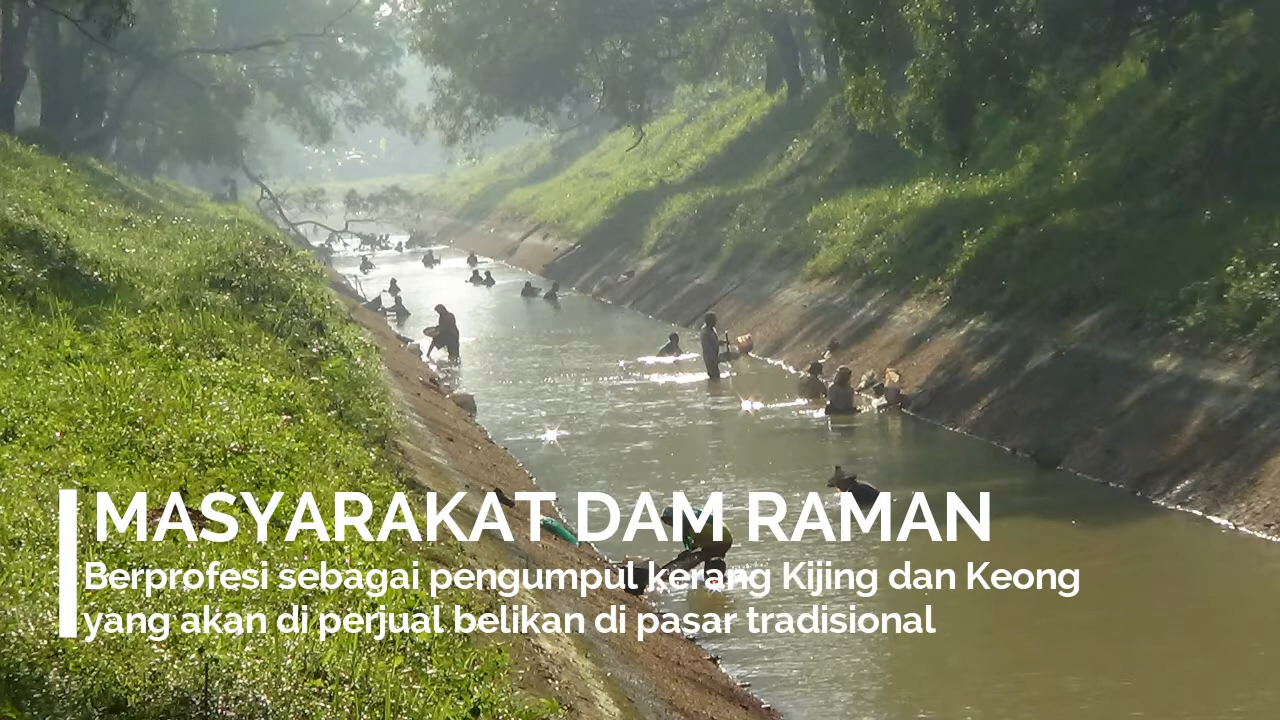 MASYARAKAT DAM RAMAN
Berprofesi sebagai pengumpul kerang Kijing dan Keong
yang akan di perjual belikan di pasar tradisional